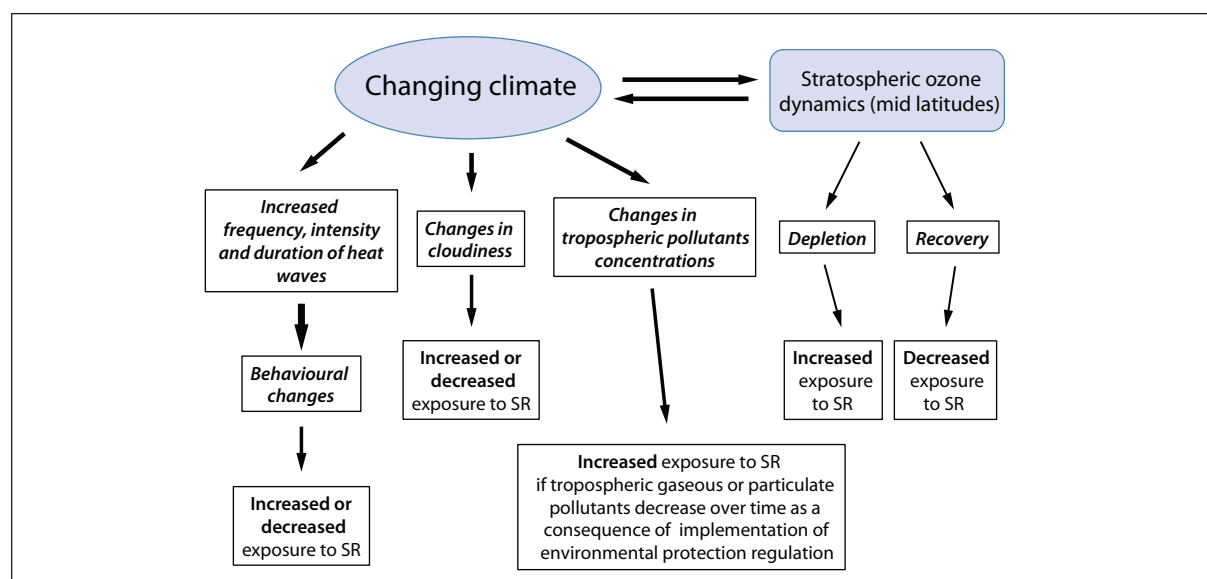 Changing climate
Stratospheric ozone
dynamics (mid latitudes)
Increased
frequency, intensity
and duration of heat
waves
Changes in
cloudiness
Changes in
tropospheric pollutants
concentrations
Depletion
Recovery
Behavioural
changes
Increased or
decreased
exposure to SR
Increased
exposure
to SR
Decreased
exposure
to SR
Increased or
decreased
exposure to SR
Increased exposure to SR
if tropospheric gaseous or particulate
pollutants decrease over time as a
consequence of implementation of
environmental protection regulation